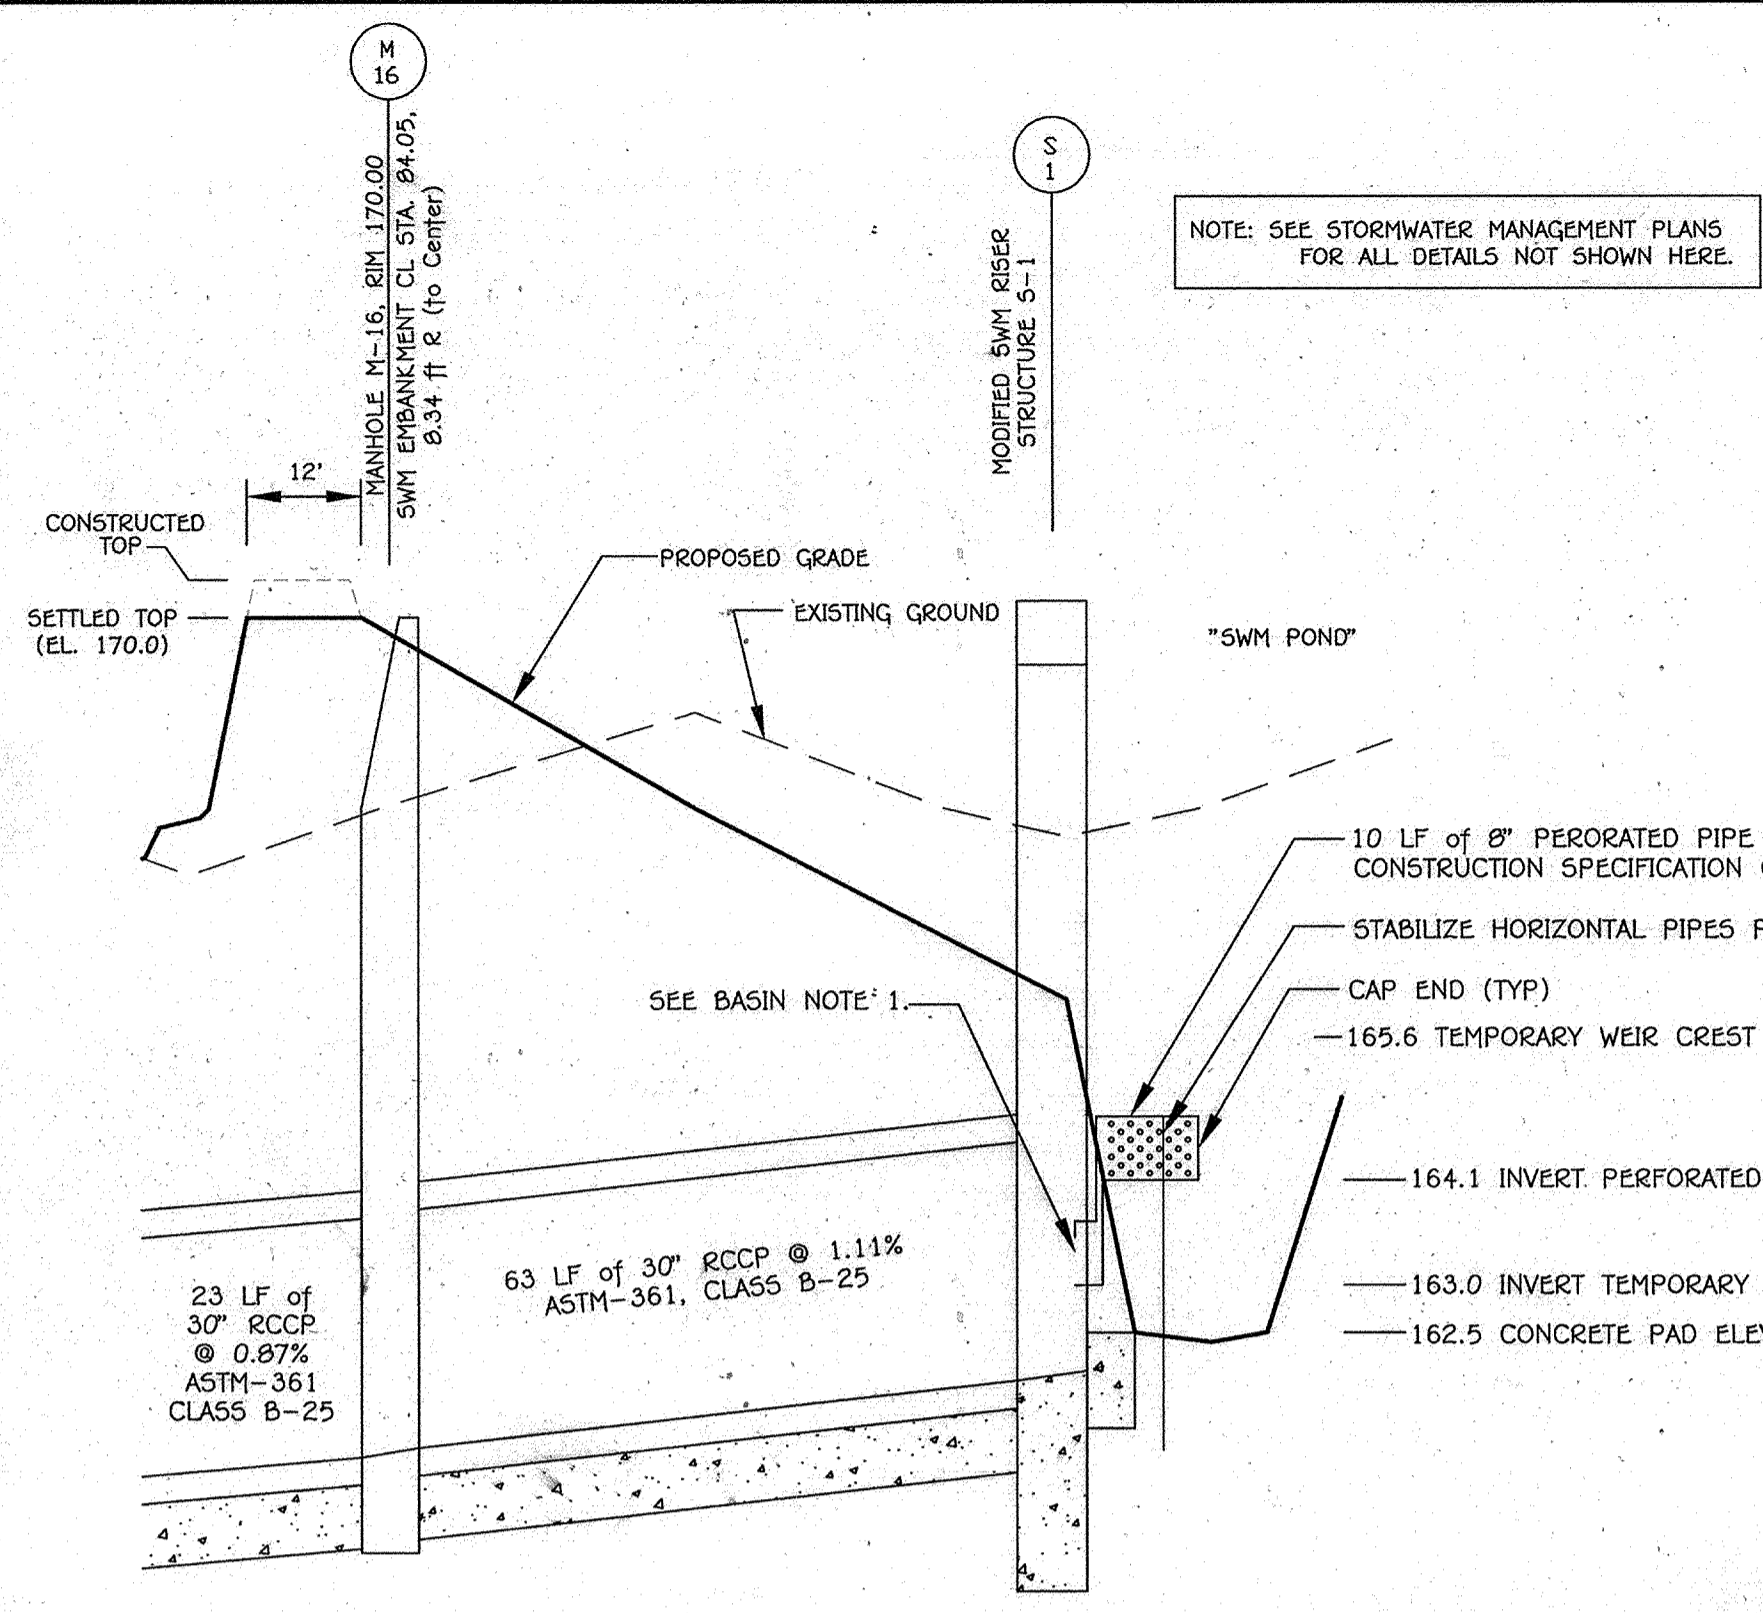 M
16
MANHOLE M-16, RIM 170.00
SWM EMBANKMENT CL STA. 84.05,
8.34 ft R (to Center)
S
1
MODIFIED SWM RISER
STRUCTURE S-1
NOTE: SEE STORMWATER MANAGEMENT PLANS
FOR ALL DETAILS NOT SHOWN HERE.
12'
CONSTRUCTED
TOP
SETTLED TOP
(EL. 170.0)
PROPOSED GRADE
EXISTING GROUND
"SWM POND"
10 LF of 8" PERORATED PIPE
CONSTRUCTION SPECIFICATION
STABILIZE HORIZONTAL PIPES
CAP END (TYP)
SEE BASIN NOTE 1.
165.6 TEMPORARY WEIR CREST
164.1 INVERT PERFORATED
63 LF of 30" RCCP @ 1.11%
ASTM-361, CLASS B-25
23 LF of
30" RCCP
@ 0.87%
ASTM-361
CLASS B-25
163.0 INVERT TEMPORARY
162.5 CONCRETE PAD